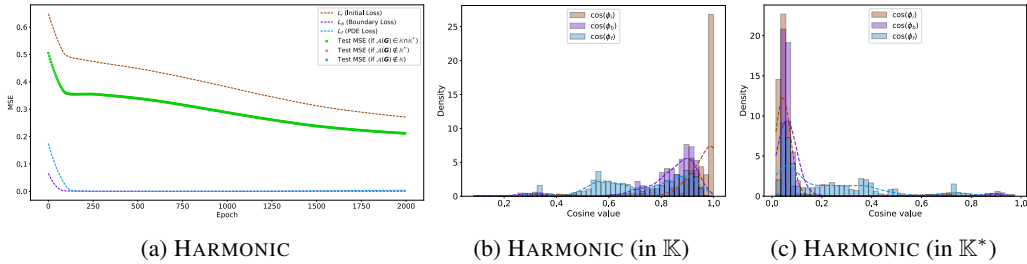 MSE
0.6
0.5
0.4
0.3
0.2
0.1
0.0
0 250 500 750 1000 1250 1500 1750 2000
Epoch
L_i (Initial Loss)
L_b (Boundary Loss)
L_f (PDE Loss)
Test MSE (if 𝒜(G) ∈ 𝕂∩𝕂*)
Test MSE (if 𝒜(G) ∉ 𝕂*)
Test MSE (if 𝒜(G) ∉ 𝕂)
(a) HARMONIC
Density
25
20
15
10
5
0
0.2 0.4 0.6 0.8 1.0
Cosine value
cos(ϕ_i)
cos(ϕ_b)
cos(ϕ_f)
(b) HARMONIC (in 𝕂)
Density
20
15
10
5
0
0.0 0.2 0.4 0.6 0.8 1.0
Cosine value
cos(ϕ_i)
cos(ϕ_b)
cos(ϕ_f)
(c) HARMONIC (in 𝕂*)